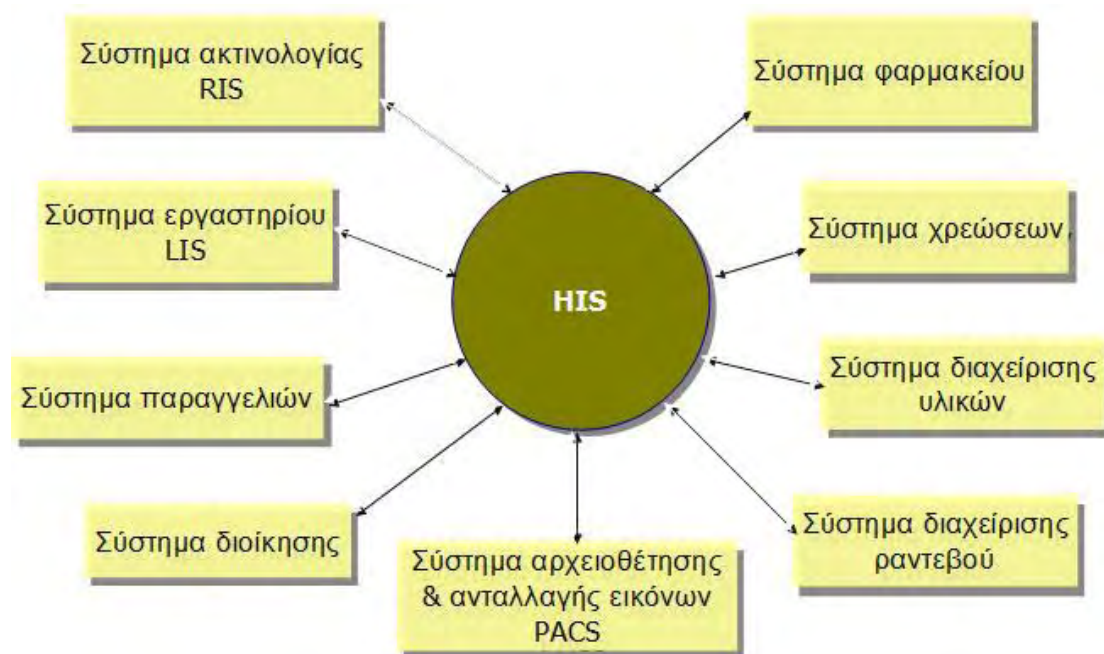 Σύστημα ακτινολογίας
RIS
Σύστημα φαρμακείου
Σύστημα εργαστηρίου
LIS
Σύστημα χρεώσεων
HIS
Σύστημα παραγγελιών
Σύστημα διαχείρισης
υλικών
Σύστημα διοίκησης
Σύστημα αρχειοθέτησης
& ανταλλαγής εικόνων
PACS
Σύστημα διαχείρισης
ραντεβού